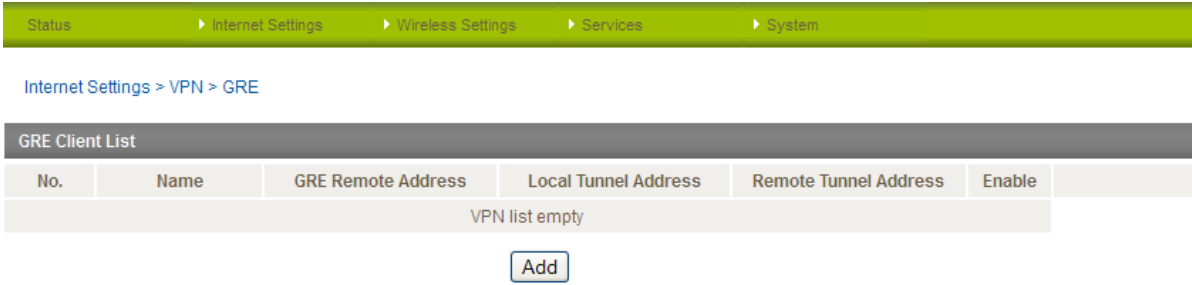 Status Internet Settings Wireless Settings Services System
Internet Settings > VPN > GRE
GRE Client List
No. Name GRE Remote Address Local Tunnel Address Remote Tunnel Address Enable
VPN list empty
Add